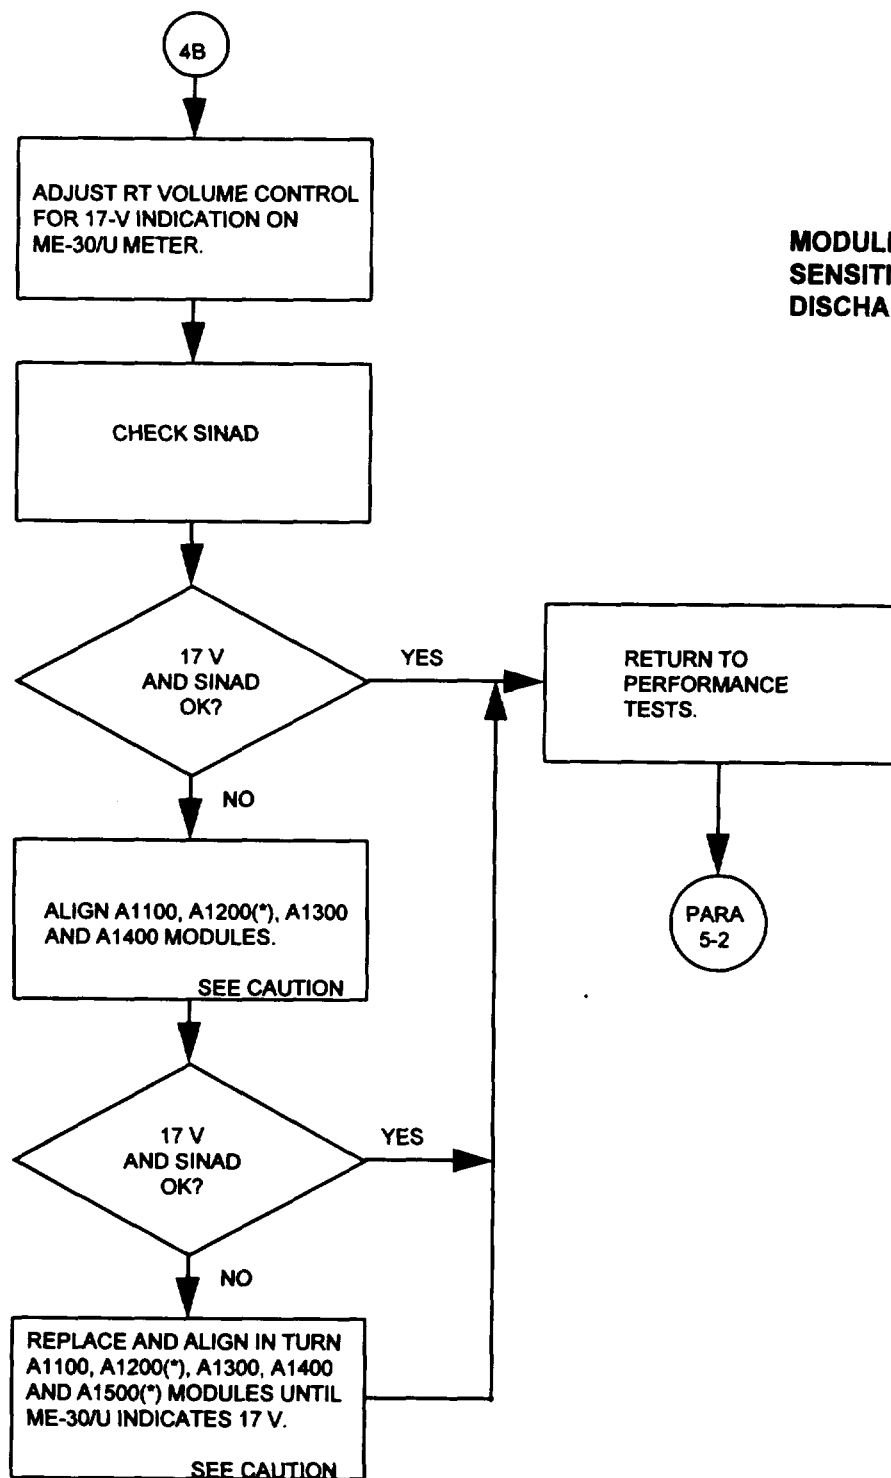 4B
ADJUST RT VOLUME CONTROL
FOR 17-V INDICATION ON
ME-30/U METER.
MODULE
SENSITI
DISCHA
CHECK SINAD
17 V
AND SINAD
OK?
YES
RETURN TO
PERFORMANCE
TESTS.
NO
ALIGN A1100, A1200(*), A1300
AND A1400 MODULES.
SEE CAUTION
PARA
5-2
17 V
AND SINAD
OK?
YES
NO
REPLACE AND ALIGN IN TURN
A1100, A1200(*), A1300, A1400
AND A1500(*) MODULES UNTIL
ME-30/U INDICATES 17 V.
SEE CAUTION